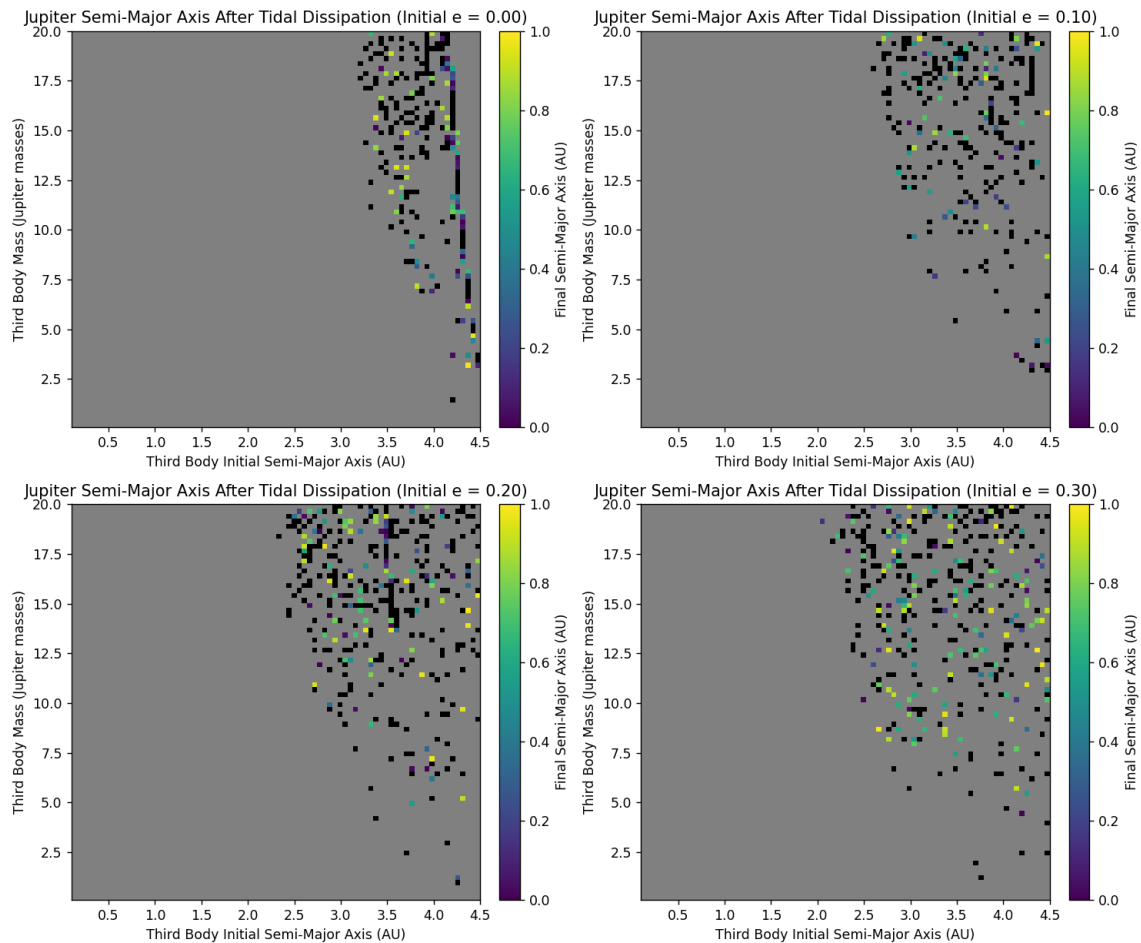 Jupiter Semi-Major Axis After Tidal Dissipation (Initial e = 0.00)
20.0
17.5
15.0
12.5
10.0
7.5
5.0
2.5
Third Body Mass (Jupiter masses)
0.5 1.0 1.5 2.0 2.5 3.0 3.5 4.0 4.5
Third Body Initial Semi-Major Axis (AU)
1.0
0.8
0.6
0.4
0.2
0.0
Final Semi-Major Axis (AU)
Jupiter Semi-Major Axis After Tidal Dissipation (Initial e = 0.10)
20.0
17.5
15.0
12.5
10.0
7.5
5.0
2.5
Third Body Mass (Jupiter masses)
0.5 1.0 1.5 2.0 2.5 3.0 3.5 4.0 4.5
Third Body Initial Semi-Major Axis (AU)
1.0
0.8
0.6
0.4
0.2
0.0
Final Semi-Major Axis (AU)
Jupiter Semi-Major Axis After Tidal Dissipation (Initial e = 0.20)
20.0
17.5
15.0
12.5
10.0
7.5
5.0
2.5
Third Body Mass (Jupiter masses)
0.5 1.0 1.5 2.0 2.5 3.0 3.5 4.0 4.5
Third Body Initial Semi-Major Axis (AU)
1.0
0.8
0.6
0.4
0.2
0.0
Final Semi-Major Axis (AU)
Jupiter Semi-Major Axis After Tidal Dissipation (Initial e = 0.30)
20.0
17.5
15.0
12.5
10.0
7.5
5.0
2.5
Third Body Mass (Jupiter masses)
0.5 1.0 1.5 2.0 2.5 3.0 3.5 4.0 4.5
Third Body Initial Semi-Major Axis (AU)
1.0
0.8
0.6
0.4
0.2
0.0
Final Semi-Major Axis (AU)